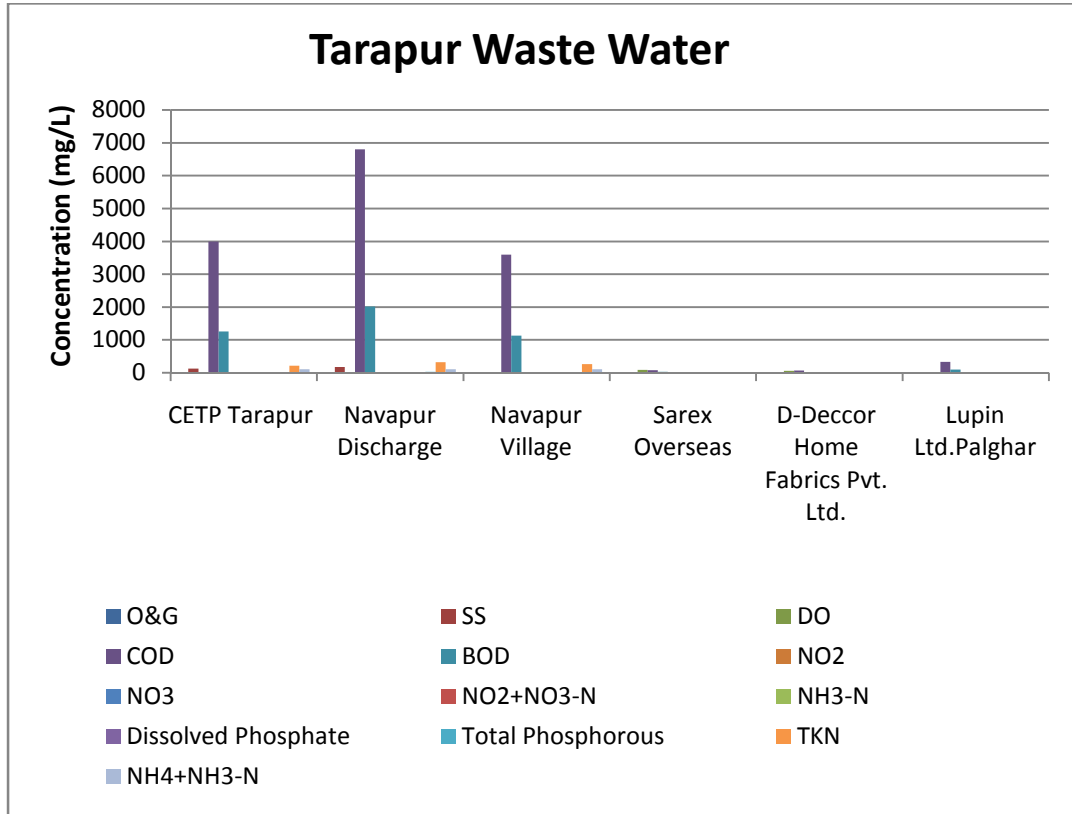 Tarapur Waste Water
Concentration (mg/L)
8000
7000
6000
5000
4000
3000
2000
1000
0
CETP Tarapur
Navapur
Discharge
Navapur
Village
Sarex
Overseas
D-Deccor
Home
Fabrics Pvt.
Ltd.
Lupin
Ltd.Palghar
O&G
SS
DO
COD
BOD
NO2
NO3
NO2+NO3-N
NH3-N
Dissolved Phosphate
Total Phosphorous
TKN
NH4+NH3-N